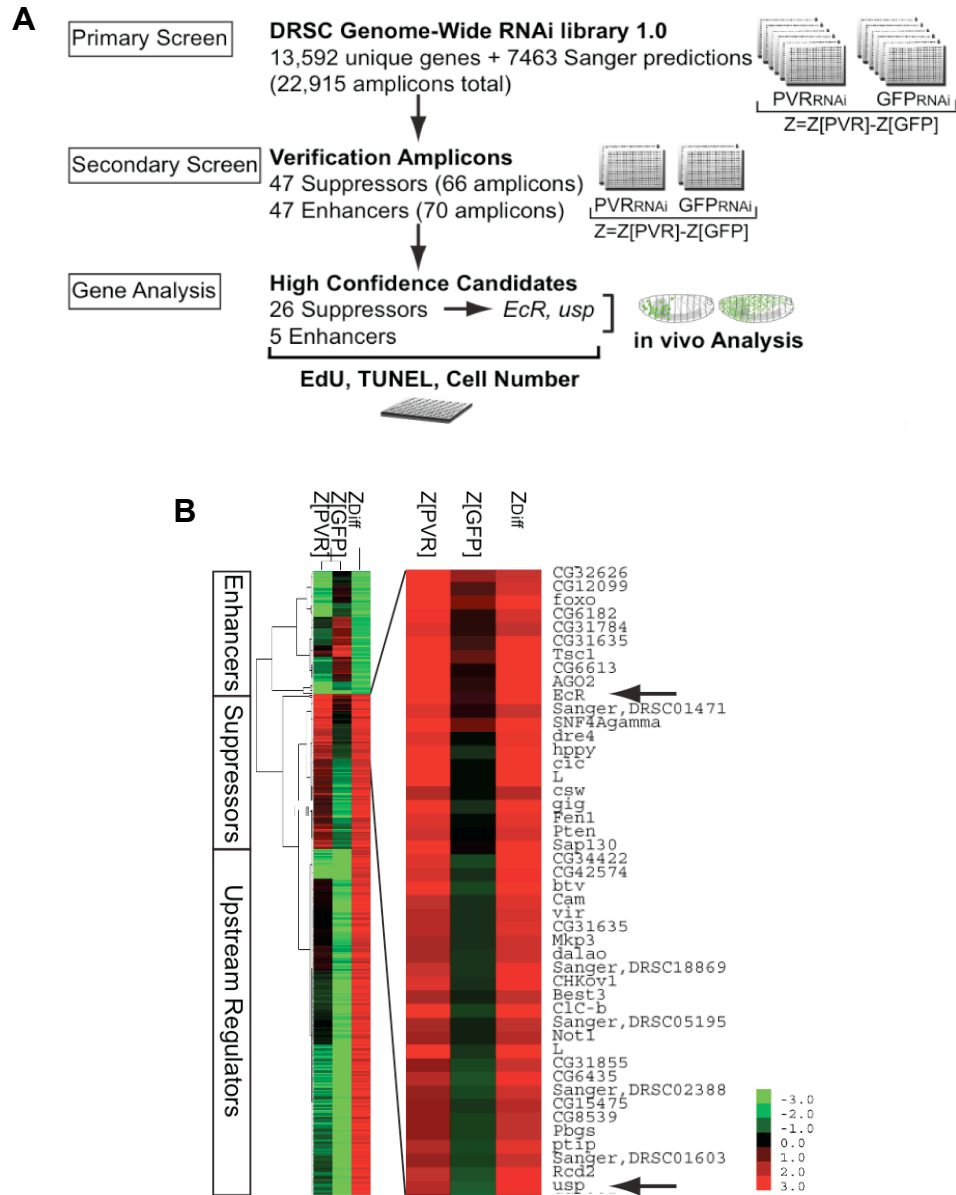 A
Primary Screen
DRSC Genome-Wide RNAi library 1.0
13,592 unique genes + 7463 Sanger predictions
(22,915 amplicons total)
PVRRNAi GFPRNAi
Z=Z[PVR]-Z[GFP]
Secondary Screen
Verification Amplicons
47 Suppressors (66 amplicons)
47 Enhancers (70 amplicons)
PVRRNAi GFPRNAi
Z=Z[PVR]-Z[GFP]
Gene Analysis
High Confidence Candidates
26 Suppressors
EcR, usp
5 Enhancers
in vivo Analysis
EdU, TUNEL, Cell Number
B
Z[PVR]
Z[GFP]
ZDiff
Z[PVR]
Z[GFP]
ZDiff
Enhancers
Suppressors
Upstream Regulators
CG32626
CG12099
foxo
CG6182
CG31784
CG31635
Tsc1
CG6613
AGO2
EcR
Sanger,DRSC01471
SNF4Agamma
dre4
hppy
cic
L
csw
gig
Fen1
Pten
Sap130
CG34422
CG42574
btv
Cam
vir
CG31635
Mkp3
dalao
Sanger,DRSC18869
CHKov1
Best3
ClC-b
Sanger,DRSC05195
Not1
L
CG31855
CG6435
Sanger,DRSC02388
CG15475
CG8539
Pbgs
ptip
Sanger,DRSC01603
Rcd2
usp
-3.0
-2.0
-1.0
0.0
1.0
2.0
3.0